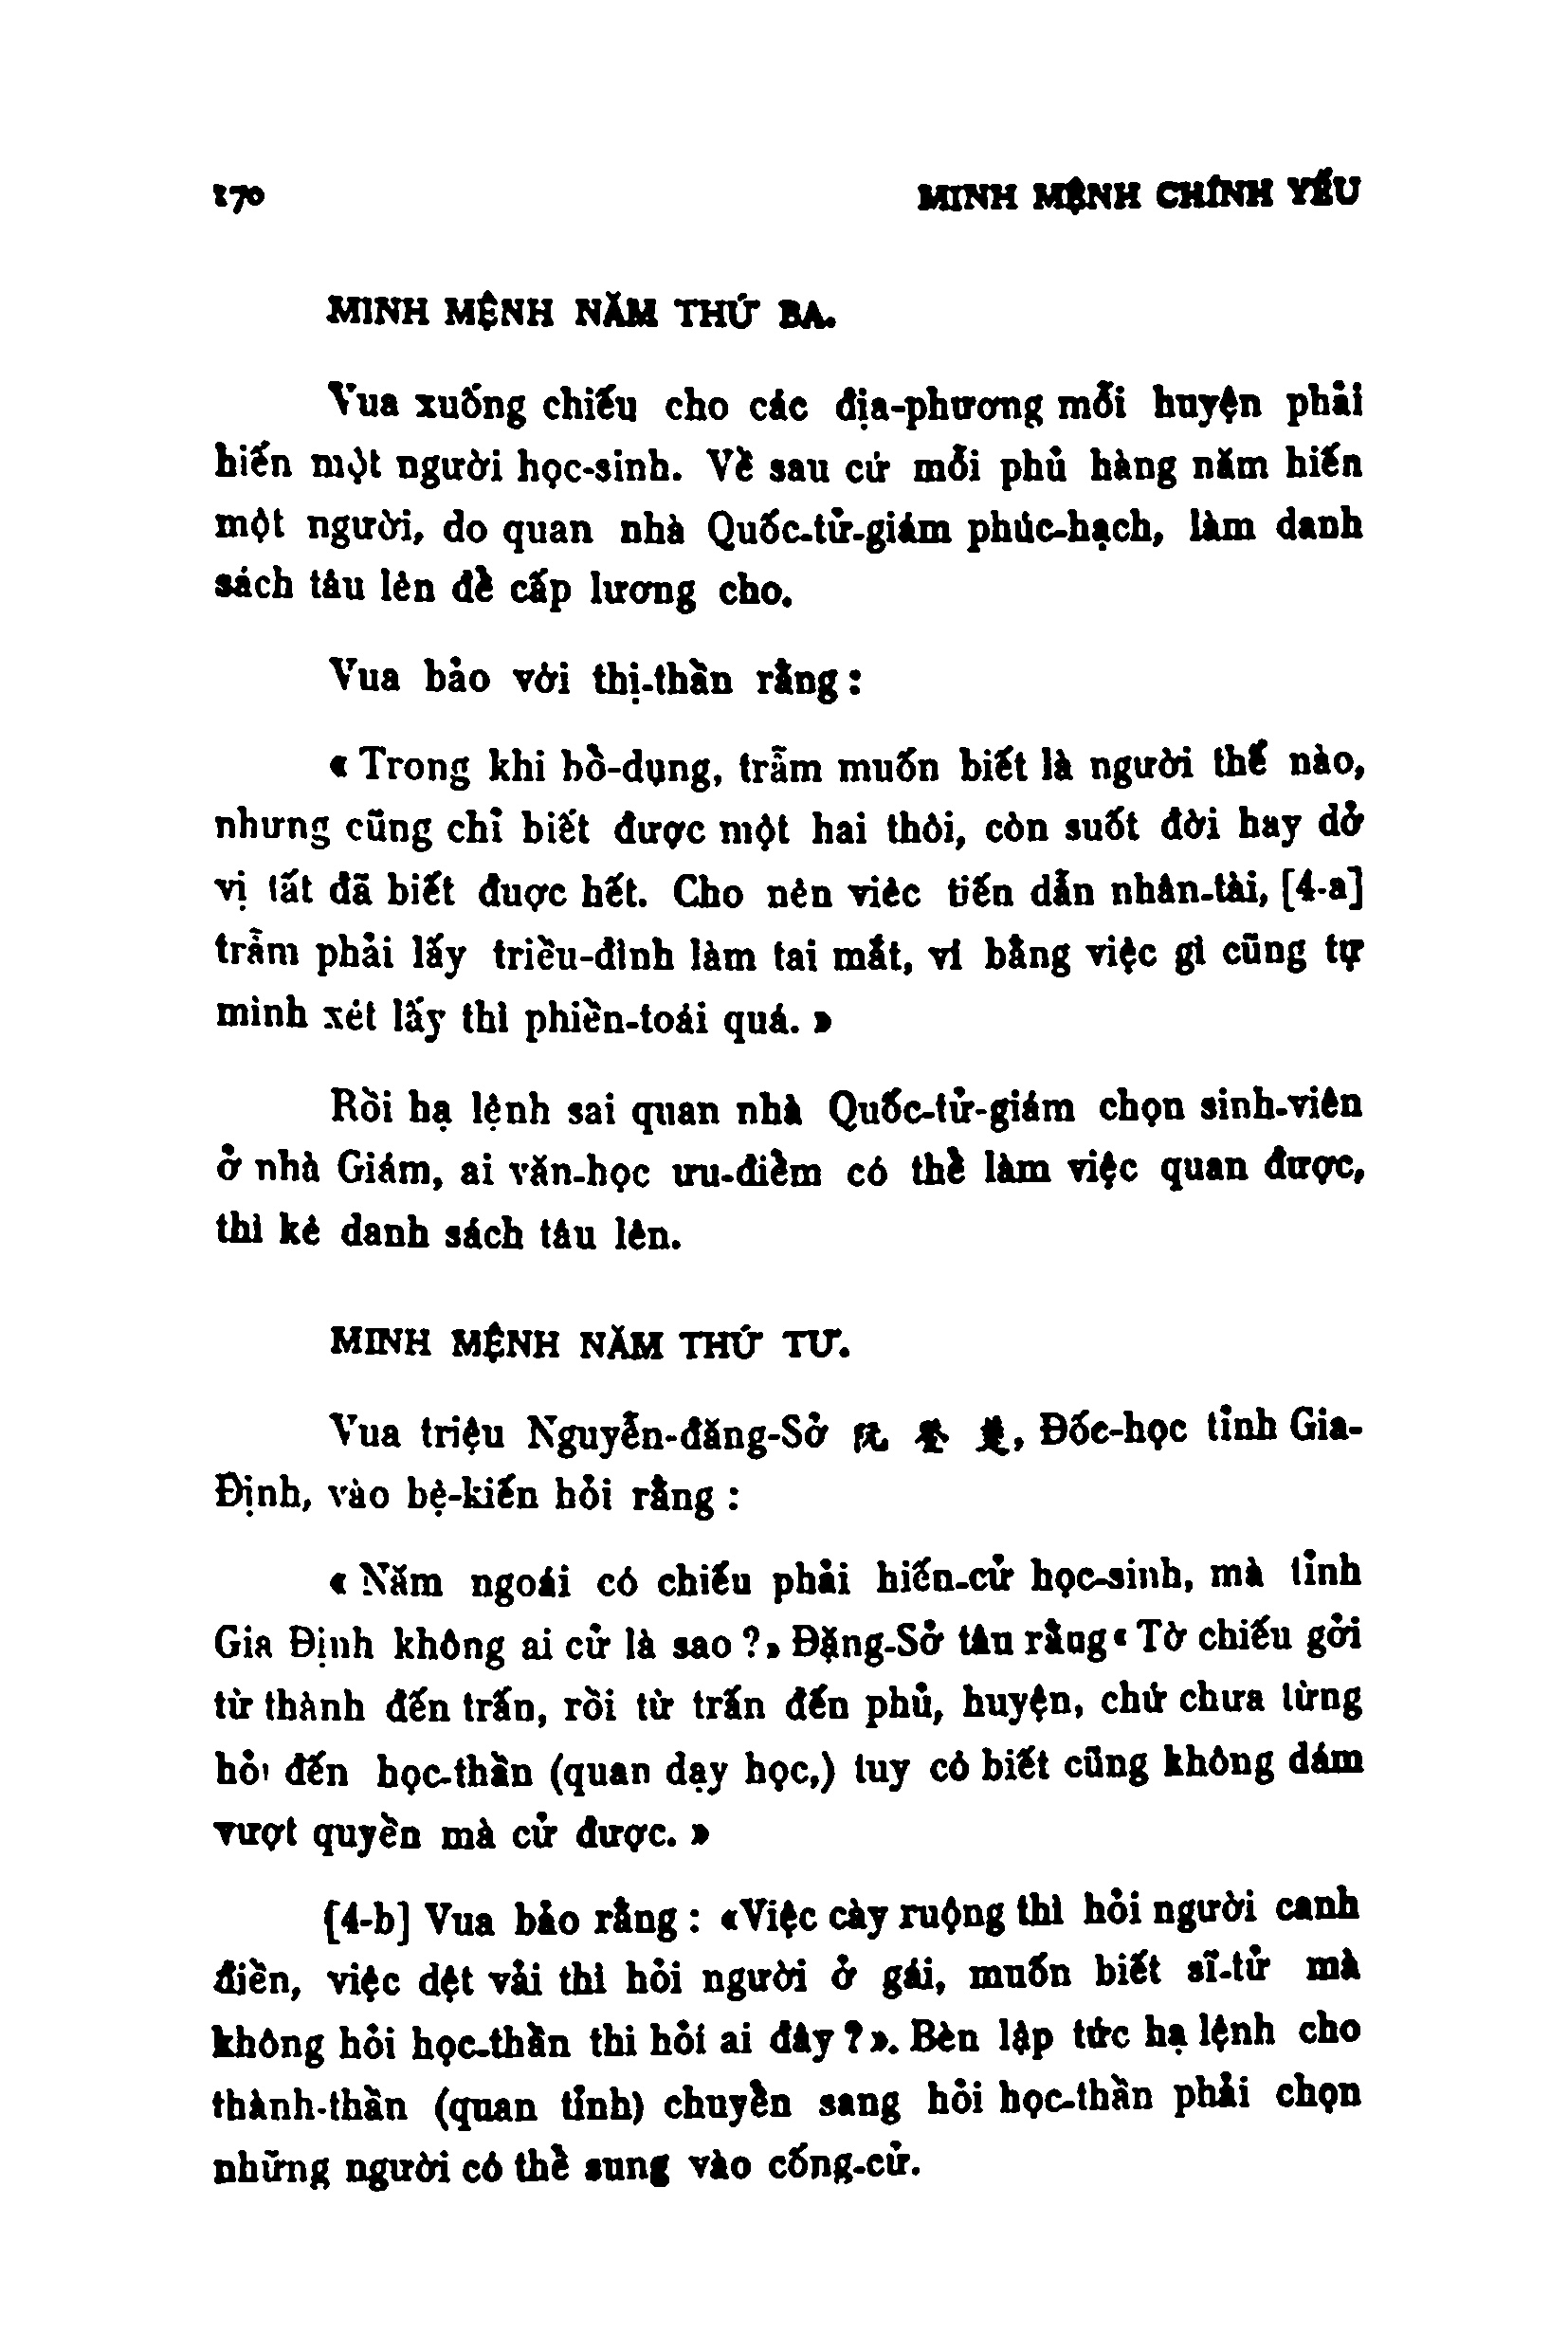 170 MINH MỆNH CHÍNH YẾU
MINH MỆNH NĂM THỨ BA.
Vua xuống chiếu cho các địa-phương mỗi huyện phải
hiến một người học-sinh. Về sau cứ mỗi phủ hàng năm hiến
một người, do quan nhà Quốc-tử-giám phúc-hạch, làm danh
sách tâu lên để cấp lương cho.
Vua bảo với thị-thần rằng :
« Trong khi bổ-dụng, trẫm muốn biết là người thế nào,
nhưng cũng chỉ biết được một hai thôi, còn suốt đời hay dở
vị tất đã biết đuợc hết. Cho nên viêc tiến dẫn nhân-tài, [4-a]
trẫm phải lấy triều-đình làm tai mắt, ví bằng việc gì cũng tự
mình xét lấy thì phiền-toái quá. »
Rồi hạ lệnh sai quan nhà Quốc-tử-giám chọn sinh-viên
ở nhà Giám, ai văn-học ưu-điểm có thể làm việc quan được,
thì kê danh sách tâu lên.
MINH MỆNH NĂM THỨ TƯ.
Vua triệu Nguyễn-đăng-Sở 阮 登, Đốc-học tỉnh Gia-
Định, vào bệ-kiến hỏi rằng :
« Năm ngoái có chiếu phải hiến-cử học-sinh, mà tỉnh
Gia Định không ai cử là sao ?» Đặng-Sở tâu rằng « Tờ chiếu gởi
từ thành đến trấn, rồi từ trấn đến phủ, huyện, chứ chưa từng
hỏi đến học-thần (quan dạy học,) tuy có biết cũng không dám
vượt quyền mà cử được. »
[4-b] Vua bảo rằng : «Việc cày ruộng thì hỏi người canh
điền, việc dệt vải thì hỏi người ở gái, muốn biết sĩ-tử mà
không hỏi học-thần thì hỏi ai đây ? ». Bèn lập tức hạ lệnh cho
thành-thần (quan tỉnh) chuyển sang hỏi học-thần phải chọn
những người có thể sung vào cống-cử.